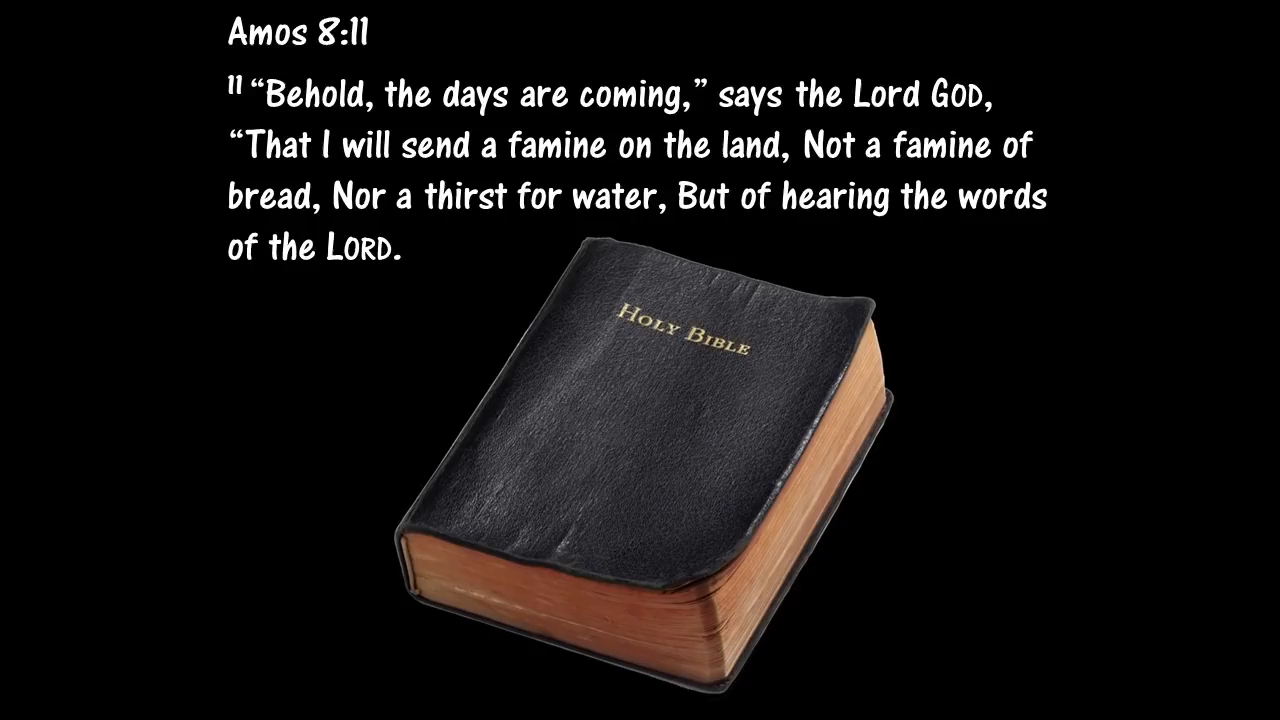 Amos 8:11
11 “Behold, the days are coming,” says the Lord GOD,
“That I will send a famine on the land, Not a famine of
bread, Nor a thirst for water, But of hearing the words
of the LORD.
HOLY BIBLE